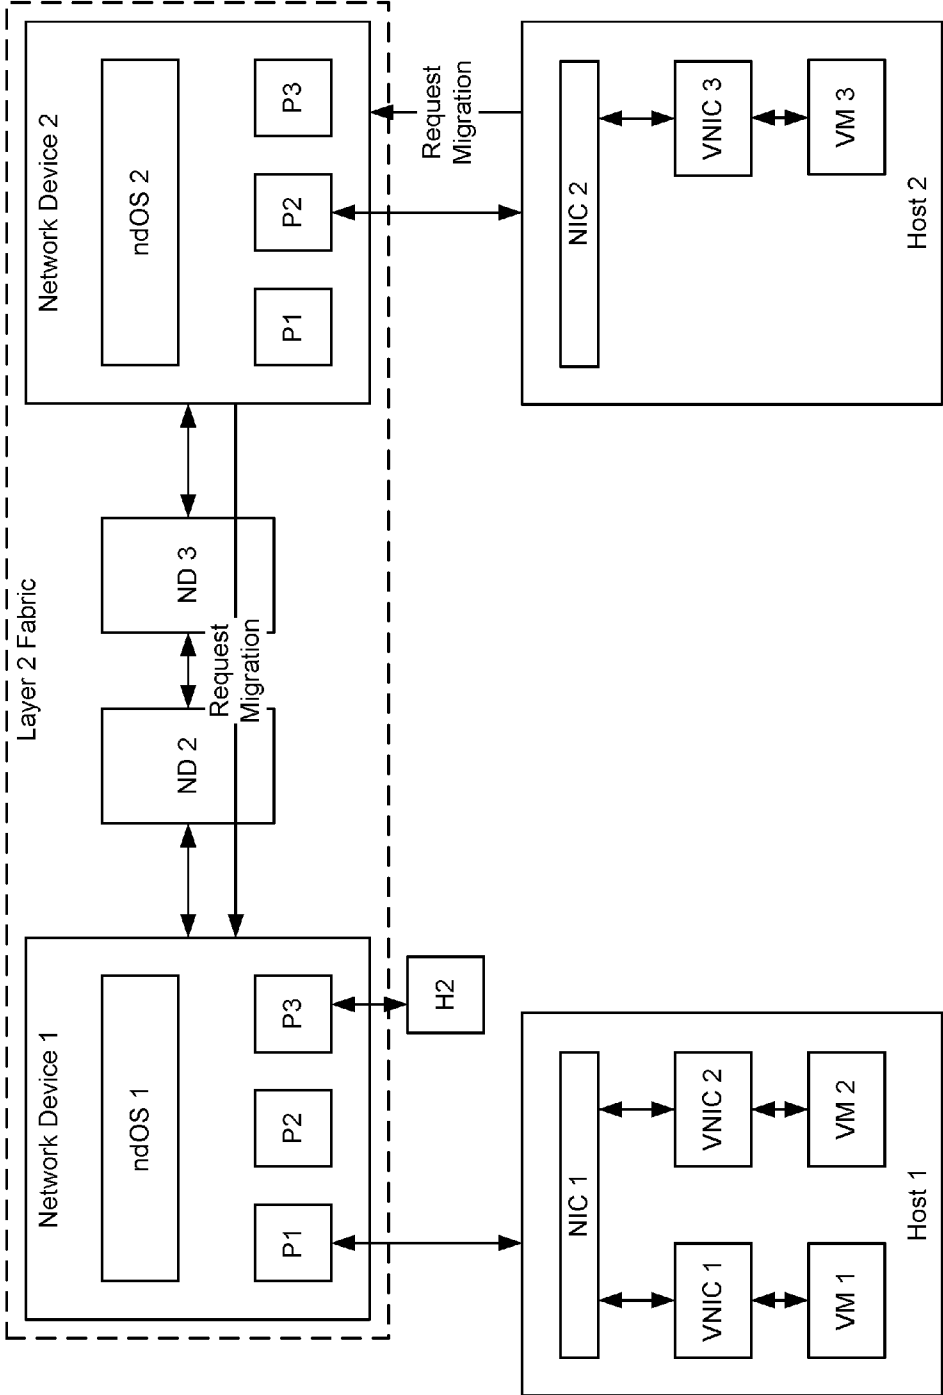 Layer 2 Fabric
Network Device 1
ndOS 1
P1
P2
P3
ND 2
ND 3
Request
Migration
Network Device 2
ndOS 2
P1
P2
P3
H2
Request
Migration
NIC 1
VNIC 1
VNIC 2
VM 1
VM 2
Host 1
NIC 2
VNIC 3
VM 3
Host 2